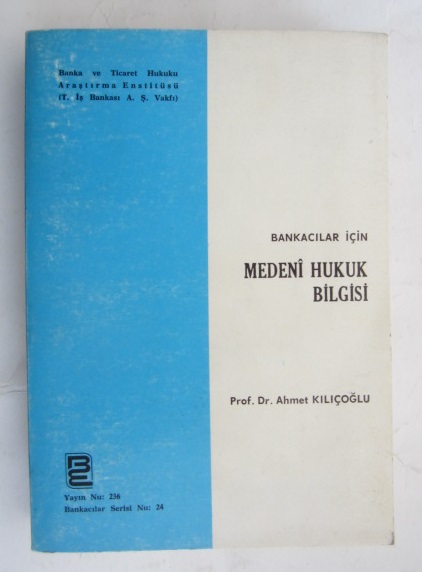 Banka ve Ticaret Hukuku
Araştırma Enstitüsü
(T. İş Bankası A. Ş. Vakfı)
BANKACILAR İÇİN
MEDENÎ HUKUK
BİLGİSİ
Prof. Dr. Ahmet KILIÇOĞLU
Yayın Nu: 236
Bankacılar Serisi Nu: 24